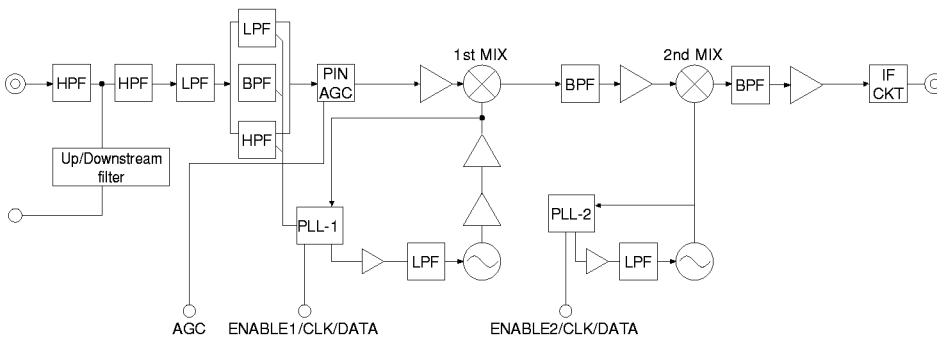 LPF
1st MIX
2nd MIX
HPF
HPF
LPF
BPF
PIN
AGC
BPF
BPF
IF
CKT
HPF
Up/Downstream
filter
PLL-1
PLL-2
LPF
LPF
AGC
ENABLE1/CLK/DATA
ENABLE2/CLK/DATA